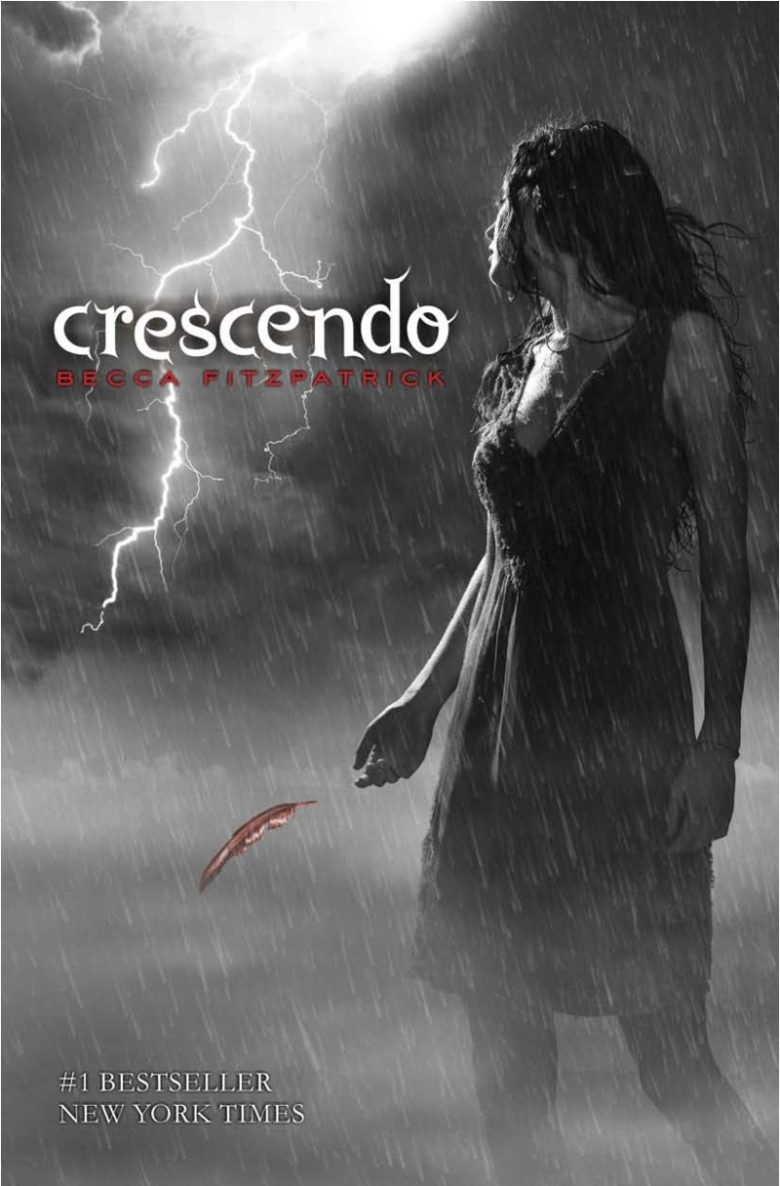 crescendo
BECCA FITZPATRICK
#1 BESTSELLER
NEW YORK TIMES